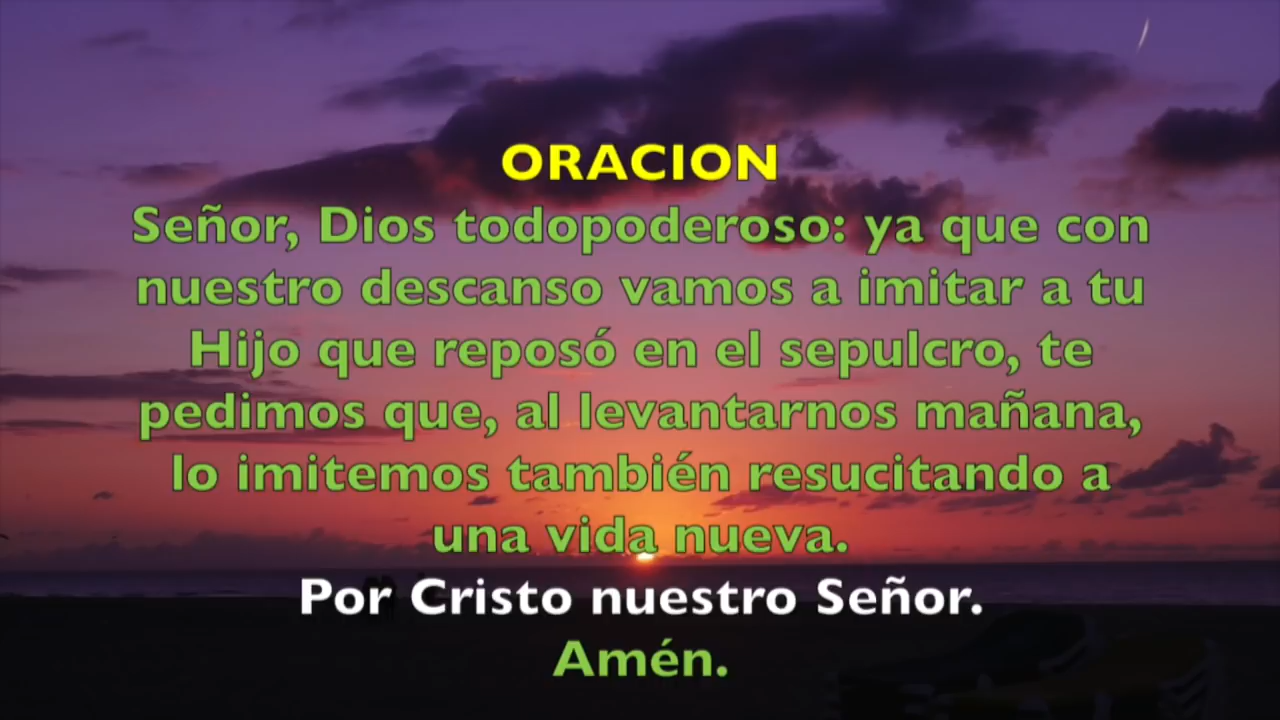 ORACION
Señor, Dios todopoderoso: ya que con
nuestro descanso vamos a imitar a tu
Hijo que reposó en el sepulcro, te
pedimos que, al levantarnos mañana,
lo imitemos también resucitando a
una vida nueva.
Por Cristo nuestro Señor.
Amén.